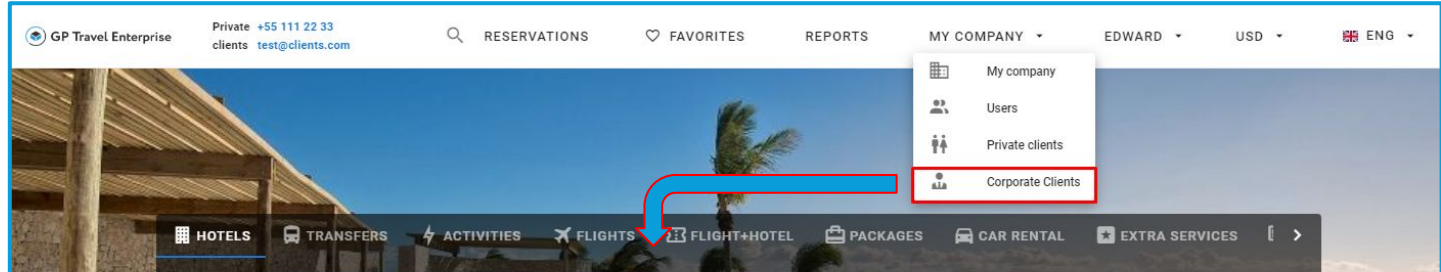 GP Travel Enterprise
Private clients
+55 111 22 33
test@clients.com
RESERVATIONS
FAVORITES
REPORTS
MY COMPANY
EDWARD
USD
ENG
My company
Users
Private clients
Corporate Clients
HOTELS
TRANSFERS
ACTIVITIES
FLIGHTS
FLIGHT+HOTEL
PACKAGES
CAR RENTAL
EXTRA SERVICES